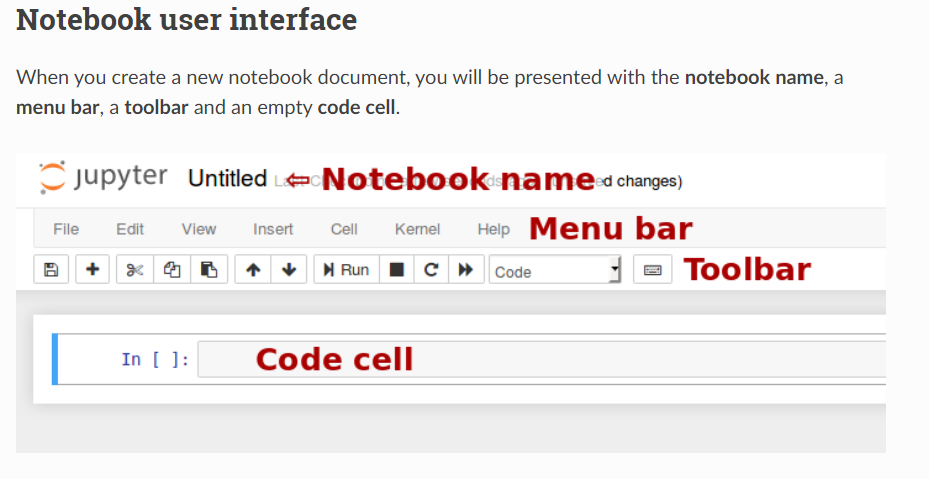 Notebook user interface
When you create a new notebook document, you will be presented with the notebook name, a
menu bar, a toolbar and an empty code cell.
jupyter Untitled ⇐ Notebook name d changes)
File Edit View Insert Cell Kernel Help Menu bar
Run Code Toolbar
In [ ]: Code cell